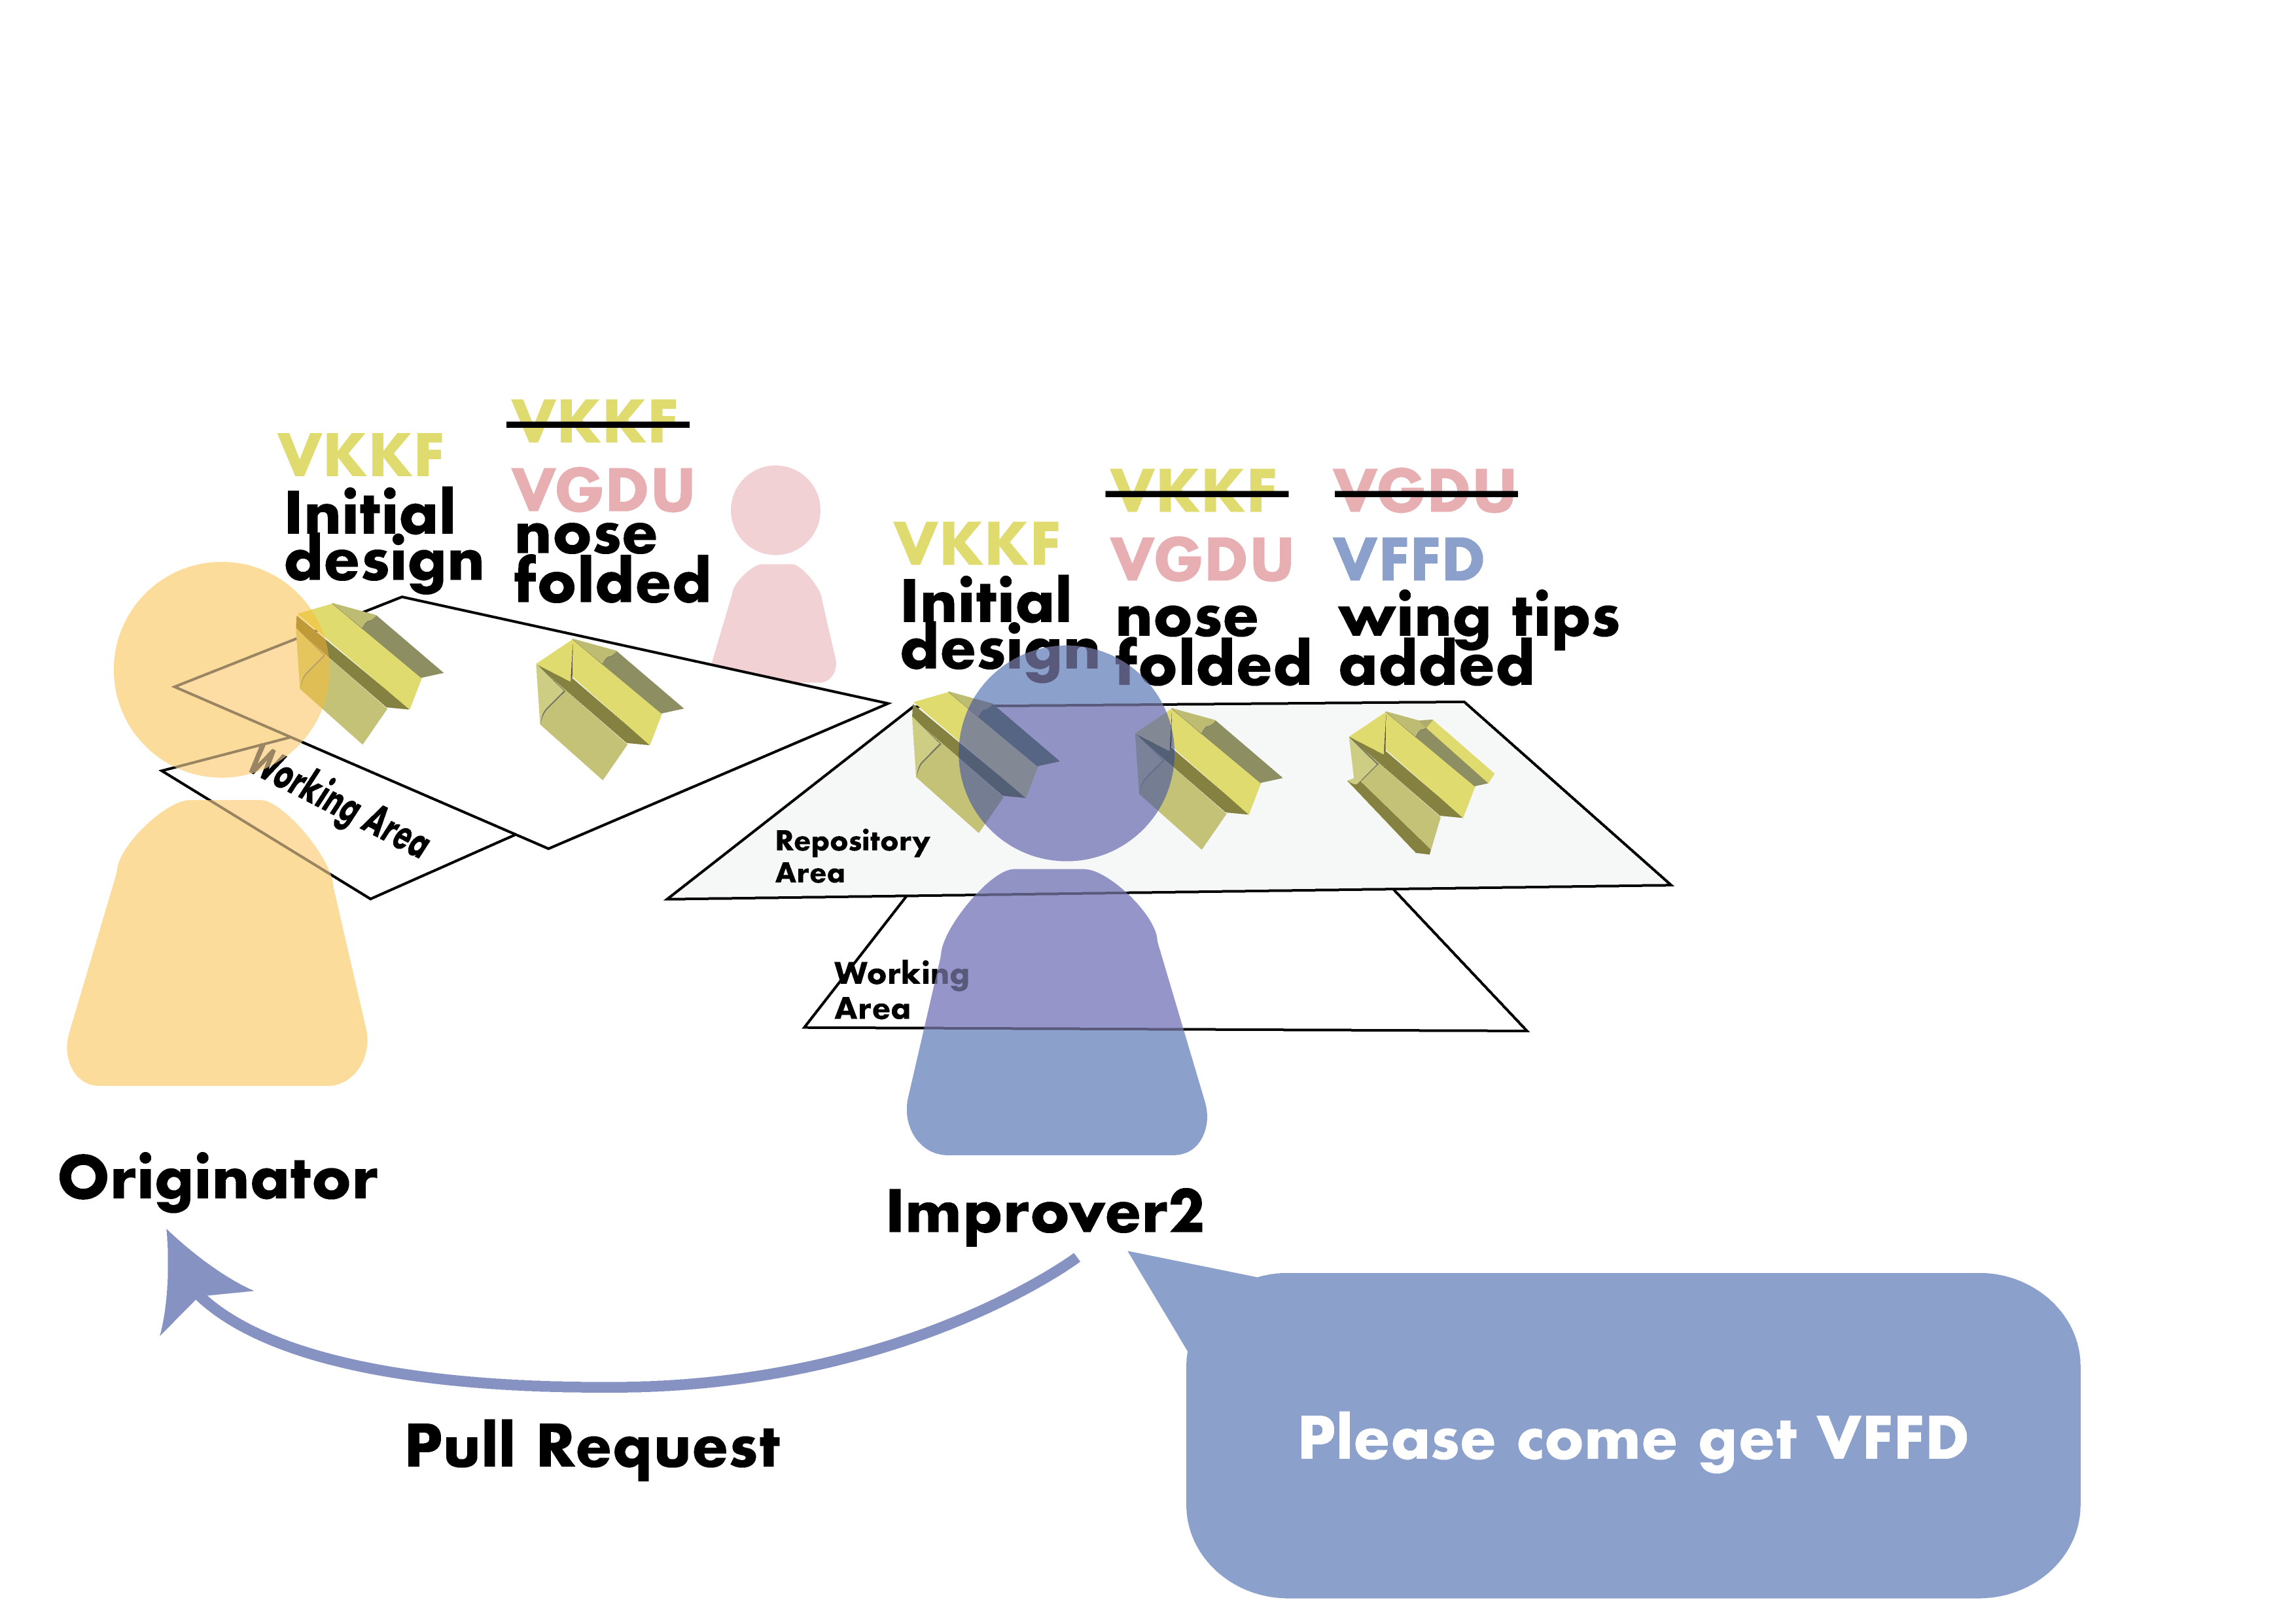 VKKF
Initial
design
VKKF
VGDU
nose
folded
Working Area
VKKF
Initial
design
VKKF
VGDU
nose
folded
VGDU
VFFD
wing tips
added
Repository
Area
Working
Area
Originator
Improver2
Pull Request
Please come get VFFD